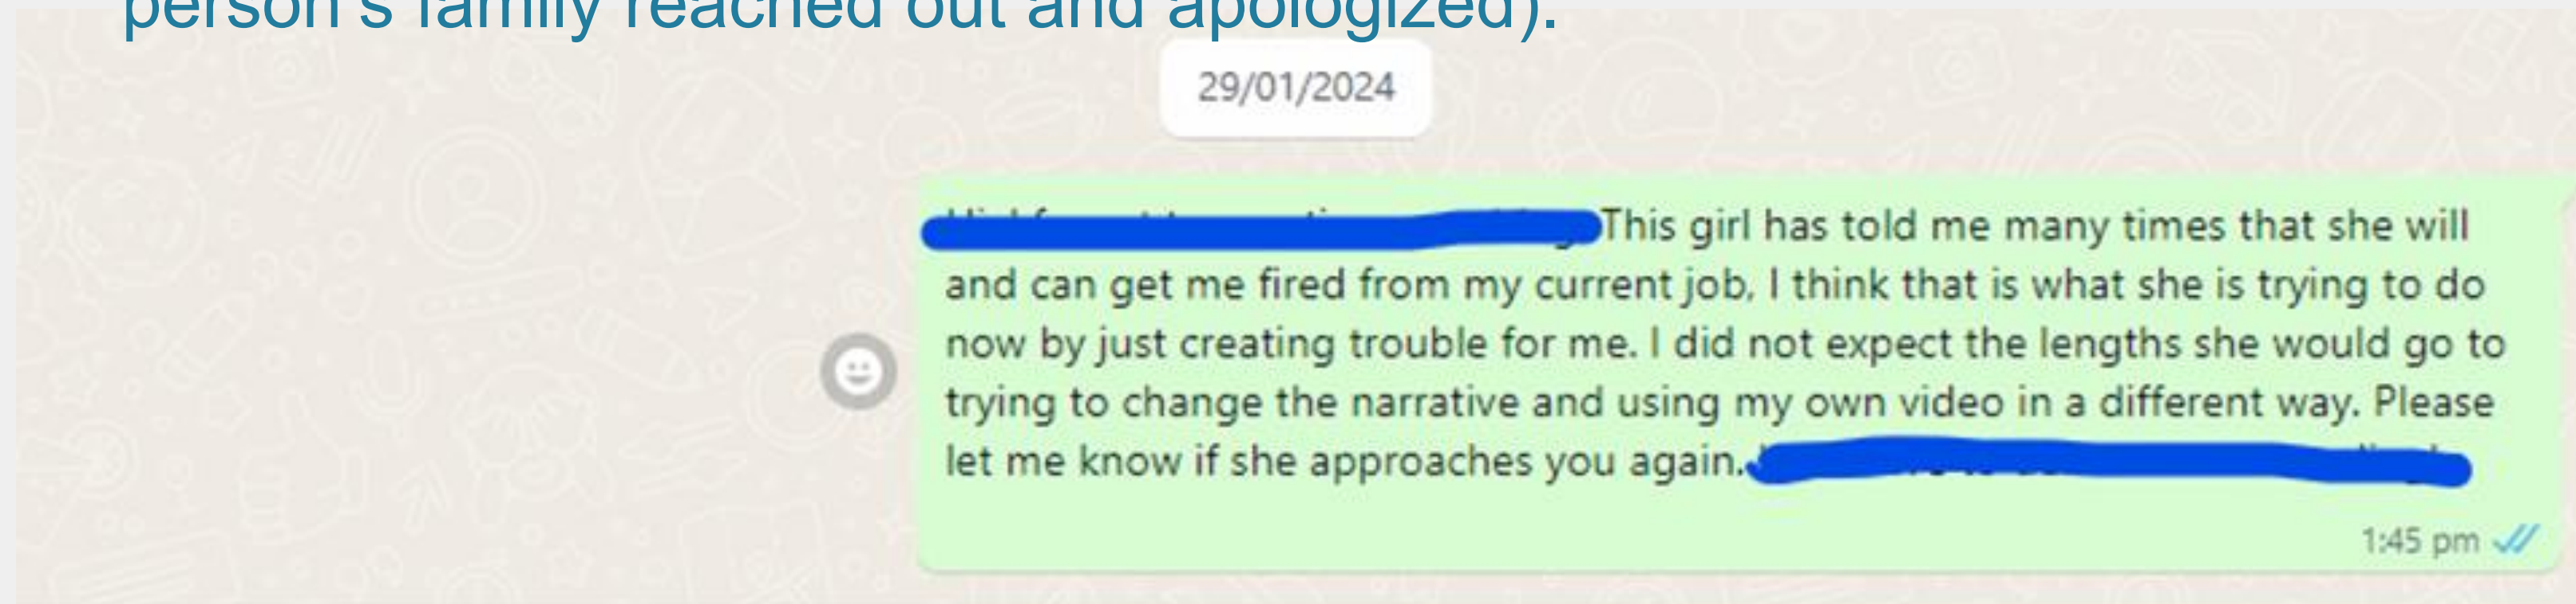 person's family reached out and apologized).
29/01/2024
This girl has told me many times that she will
and can get me fired from my current job, I think that is what she is trying to do
now by just creating trouble for me. I did not expect the lengths she would go to
trying to change the narrative and using my own video in a different way. Please
let me know if she approaches you again.
1:45 pm